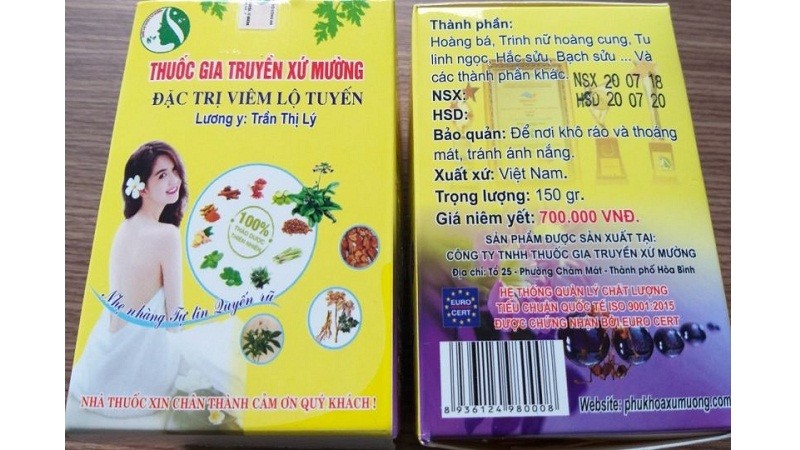 THUỐC GIA TRUYỀN XỨ MƯỜNG
ĐẶC TRỊ VIÊM LỘ TUYẾN
Lương y: Trần Thị Lý
100%
THẢO DƯỢC
THIÊN NHIÊN
Nhẹ nhàng Tự tin Quyến rũ
NHÀ THUỐC XIN CHÂN THÀNH CẢM ƠN QUÝ KHÁCH !
Thành phần:
Hoàng bá, Trinh nữ hoàng cung, Tu
linh ngọc, Hắc sửu, Bạch sửu ... Và
các thành phần khác.
NSX 20 07 18
NSX:
HSD 20 07 20
HSD:
Bảo quản: Để nơi khô ráo và thoáng
mát, tránh ánh nắng.
Xuất xứ: Việt Nam.
Trọng lượng: 150 gr.
Giá niêm yết: 700.000 VNĐ.
SẢN PHẨM ĐƯỢC SẢN XUẤT TẠI:
CÔNG TY TNHH THUỐC GIA TRUYỀN XỨ MƯỜNG
Địa chỉ: Tổ 25 - Phường Chăm Mát - Thành phố Hòa Bình
EURO
CERT
HỆ THỐNG QUẢN LÝ CHẤT LƯỢNG
TIÊU CHUẨN QUỐC TẾ ISO 9001:2015
ĐƯỢC CHỨNG NHẬN BỞI EURO CERT
8 936124 980008
Website: phukhoaxumuong.com